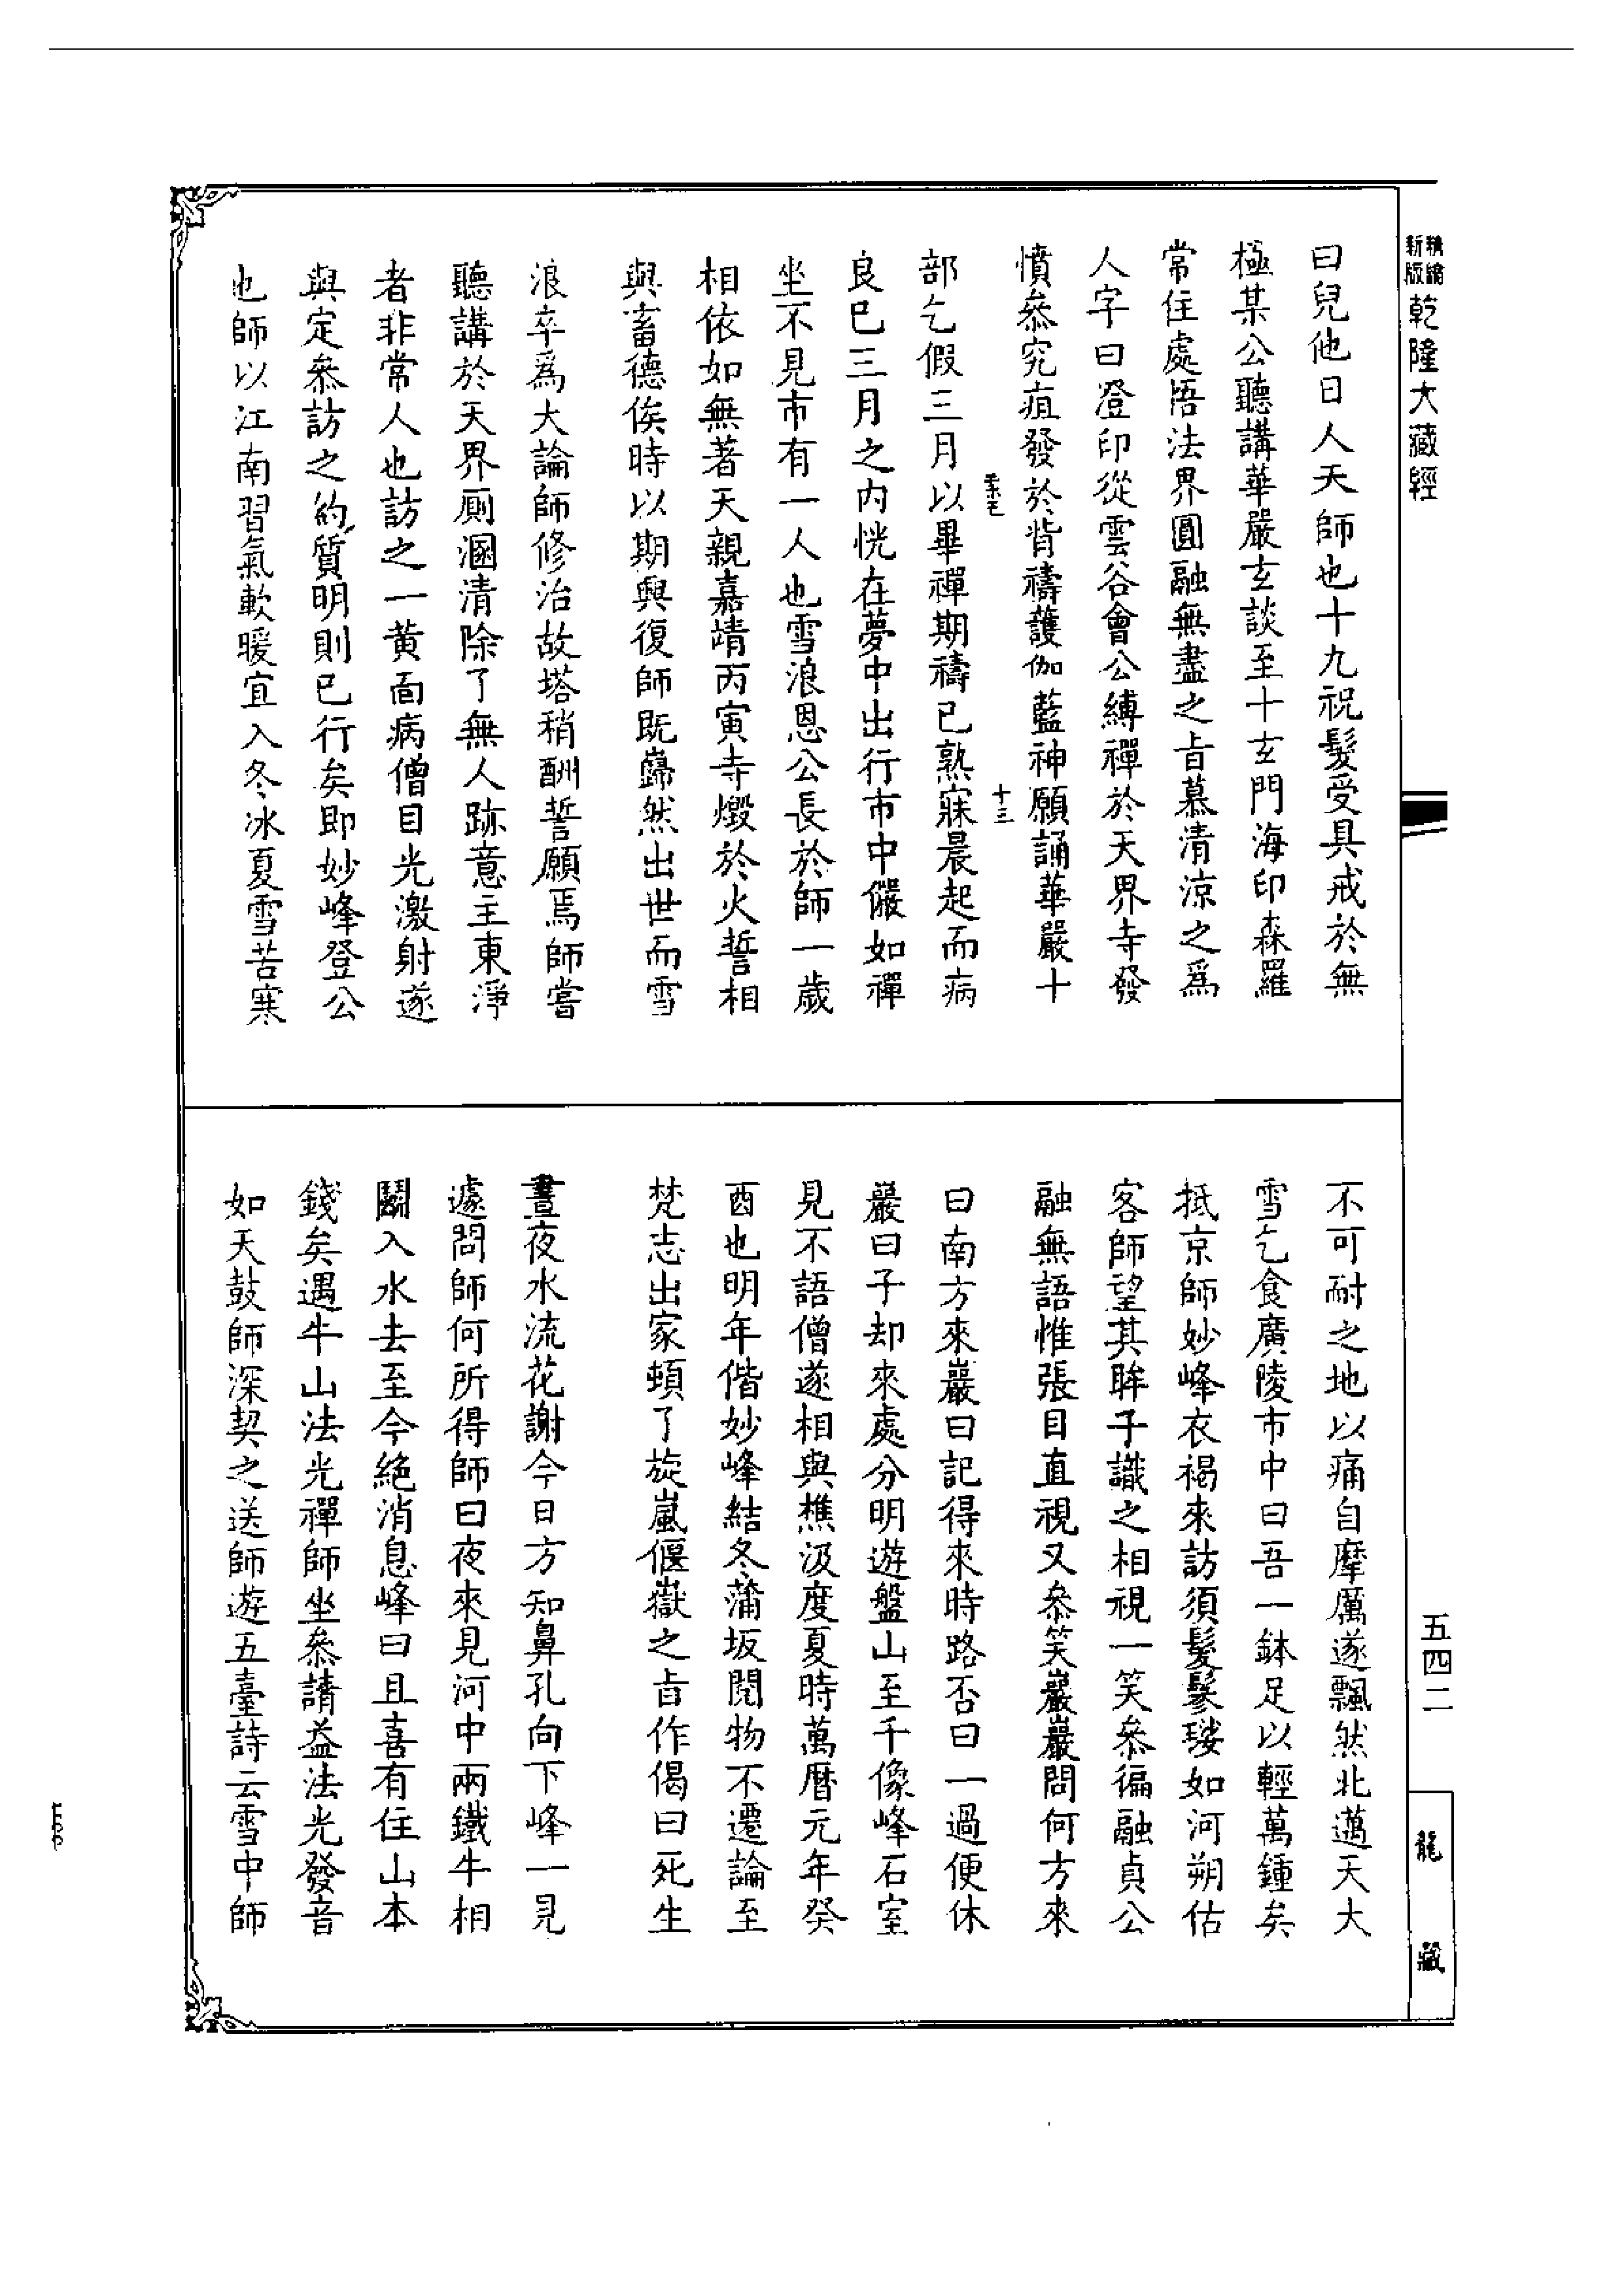 精繪新版乾隆大藏經
曰兒他日人天師也十九祝髮受具戒於無
極某公聽講華嚴玄談至十玄門海印森羅
常住處悟法界圓融無盡之旨慕清涼之爲
人字曰澄印從雲谷會公縛禪於天界寺發
憤叅究疽發於背禱護伽藍神願誦華嚴十
十三
部乞假三月以畢禪期禱已熟寐晨起而病
良已三月之内恍在夢中出行市中儼如禪
坐不見市有一人也雪浪恩公長於師一歲
相依如無著天親嘉靖丙寅寺燬於火誓相
與畜德俟時以期興復師既巋然出世而雪
浪卒爲大論師修治故塔稍酬誓願焉師嘗
聽講於天界厠溷清除了無人跡意主東淨
者非常人也訪之一黄面病僧目光激射遂
與定叅訪之約質明則已行矣即妙峰登公
也師以江南習氣軟暖宜入冬冰夏雪苦寒
不可耐之地以痛自摩厲遂飄然北邁天大
雪乞食廣陵市中曰吾一鉢足以輕萬鍾矣
抵京師妙峰衣褐來訪須髮鬖𩭿如河朔估
客師望其眸子識之相視一笑叅徧融貞公
融無語惟張目直視又叅笑巖巖問何方來
曰南方來巖曰記得來時路否曰一過便休
嚴曰子却來處分明遊盤山至千像峰石室
見不語僧遂相與樵汲度夏時萬曆元年癸
酉也明年偕妙峰結冬蒲坂閱物不遷論至
梵志出家頓了旋嵐偃嶽之旨作偈曰死生
晝夜水流花謝今日方知鼻孔向下峰一見
遽問師何所得師曰夜來見河中兩鐵牛相
鬬入水去至今絶消息峰曰且喜有住山本
錢矣遇牛山法光禪師坐叅請益法光發音
如天鼓師深契之送師遊五臺詩云雪中師
五四二
龍藏